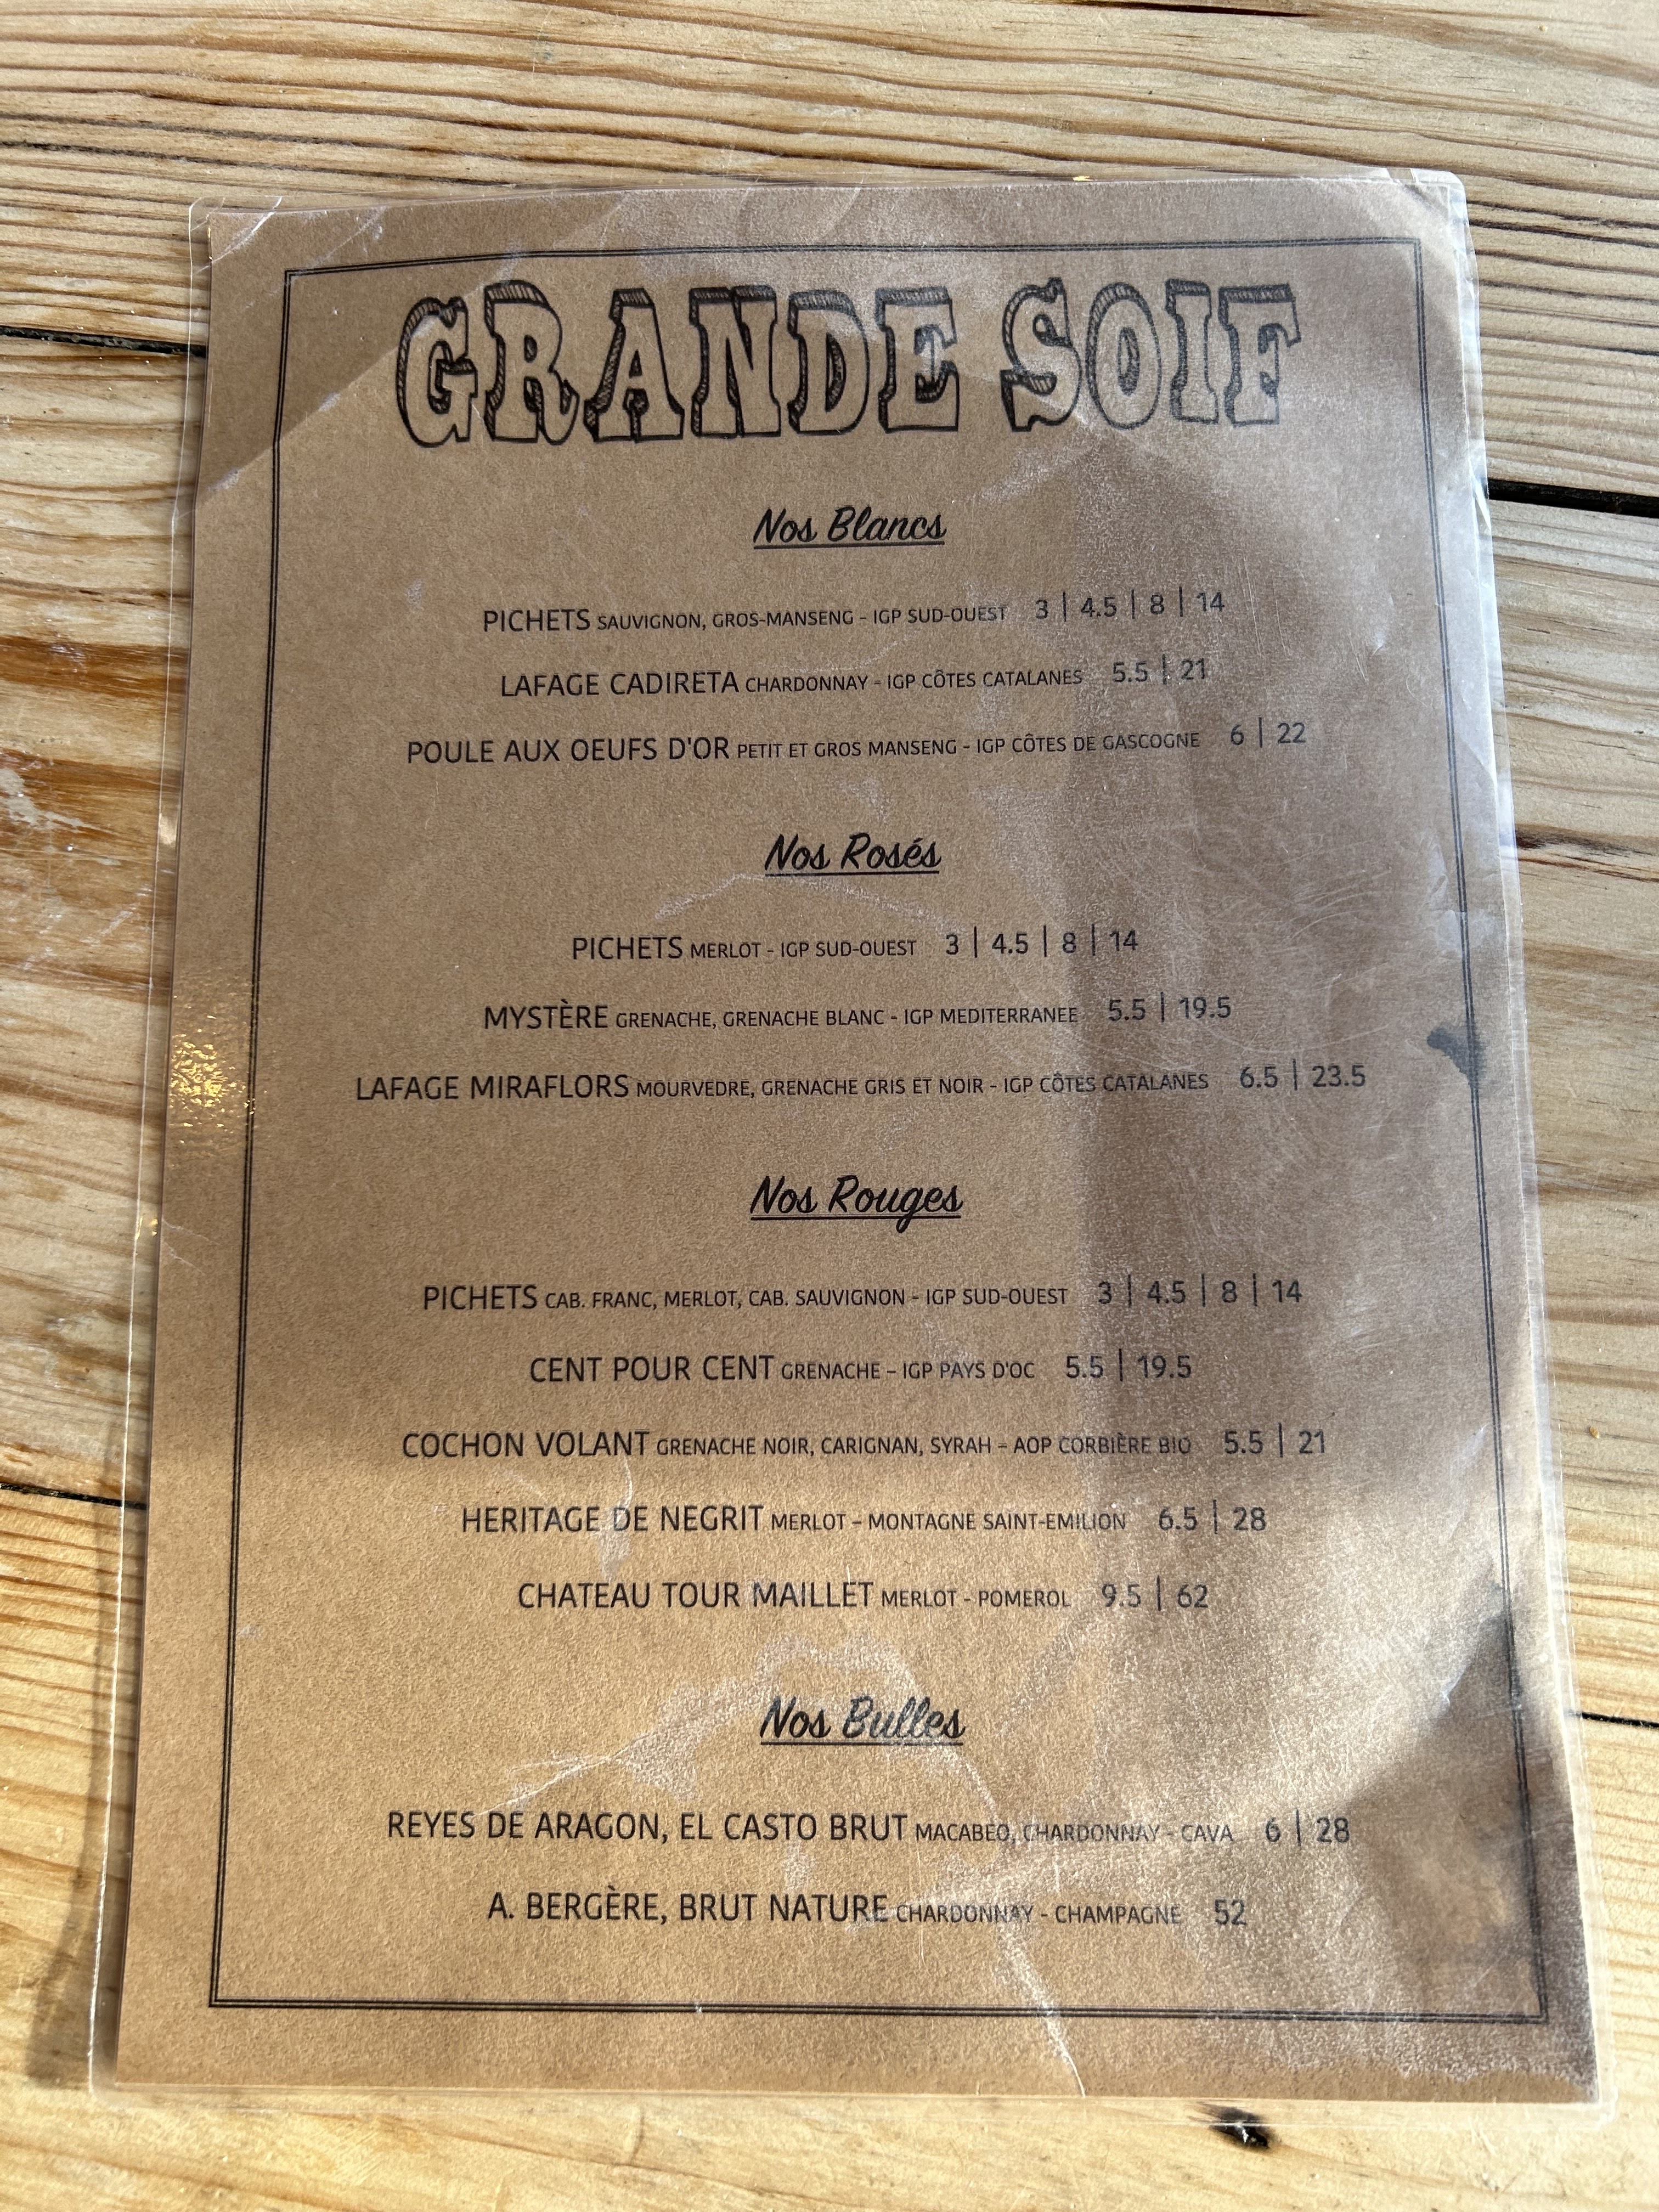 GRANDE SOIF
Nos Blancs
PICHETS SAUVIGNON, GROS-MANSENG - IGP SUD-OUEST 3 | 4.5 | 8 | 14
LAFAGE CADIRETA CHARDONNAY - IGP CÔTES CATALANES 5.5 | 21
POULE AUX OEUFS D'OR PETIT ET GROS MANSENG - IGP CÔTES DE GASCOGNE 6 | 22
Nos Rosés
PICHETS MERLOT - IGP SUD-OUEST 3 | 4.5 | 8 | 14
MYSTÈRE GRENACHE, GRENACHE BLANC - IGP MEDITERRANEE 5.5 | 19.5
LAFAGE MIRAFLORS MOURVEDRE, GRENACHE GRIS ET NOIR - IGP CÔTES CATALANES 6.5 | 23.5
Nos Rouges
PICHETS CAB. FRANC, MERLOT, CAB. SAUVIGNON - IGP SUD-OUEST 3 | 4.5 | 8 | 14
CENT POUR CENT GRENACHE – IGP PAYS D'OC 5.5 | 19.5
COCHON VOLANT GRENACHE NOIR, CARIGNAN, SYRAH – AOP CORBIÈRE BIO 5.5 | 21
HERITAGE DE NEGRIT MERLOT – MONTAGNE SAINT-EMILION 6.5 | 28
CHATEAU TOUR MAILLET MERLOT - POMEROL 9.5 | 62
Nos Bulles
REYES DE ARAGON, EL CASTO BRUT MACABEO, CHARDONNAY - CAVA 6 | 28
A. BERGÈRE, BRUT NATURE CHARDONNAY - CHAMPAGNE 52